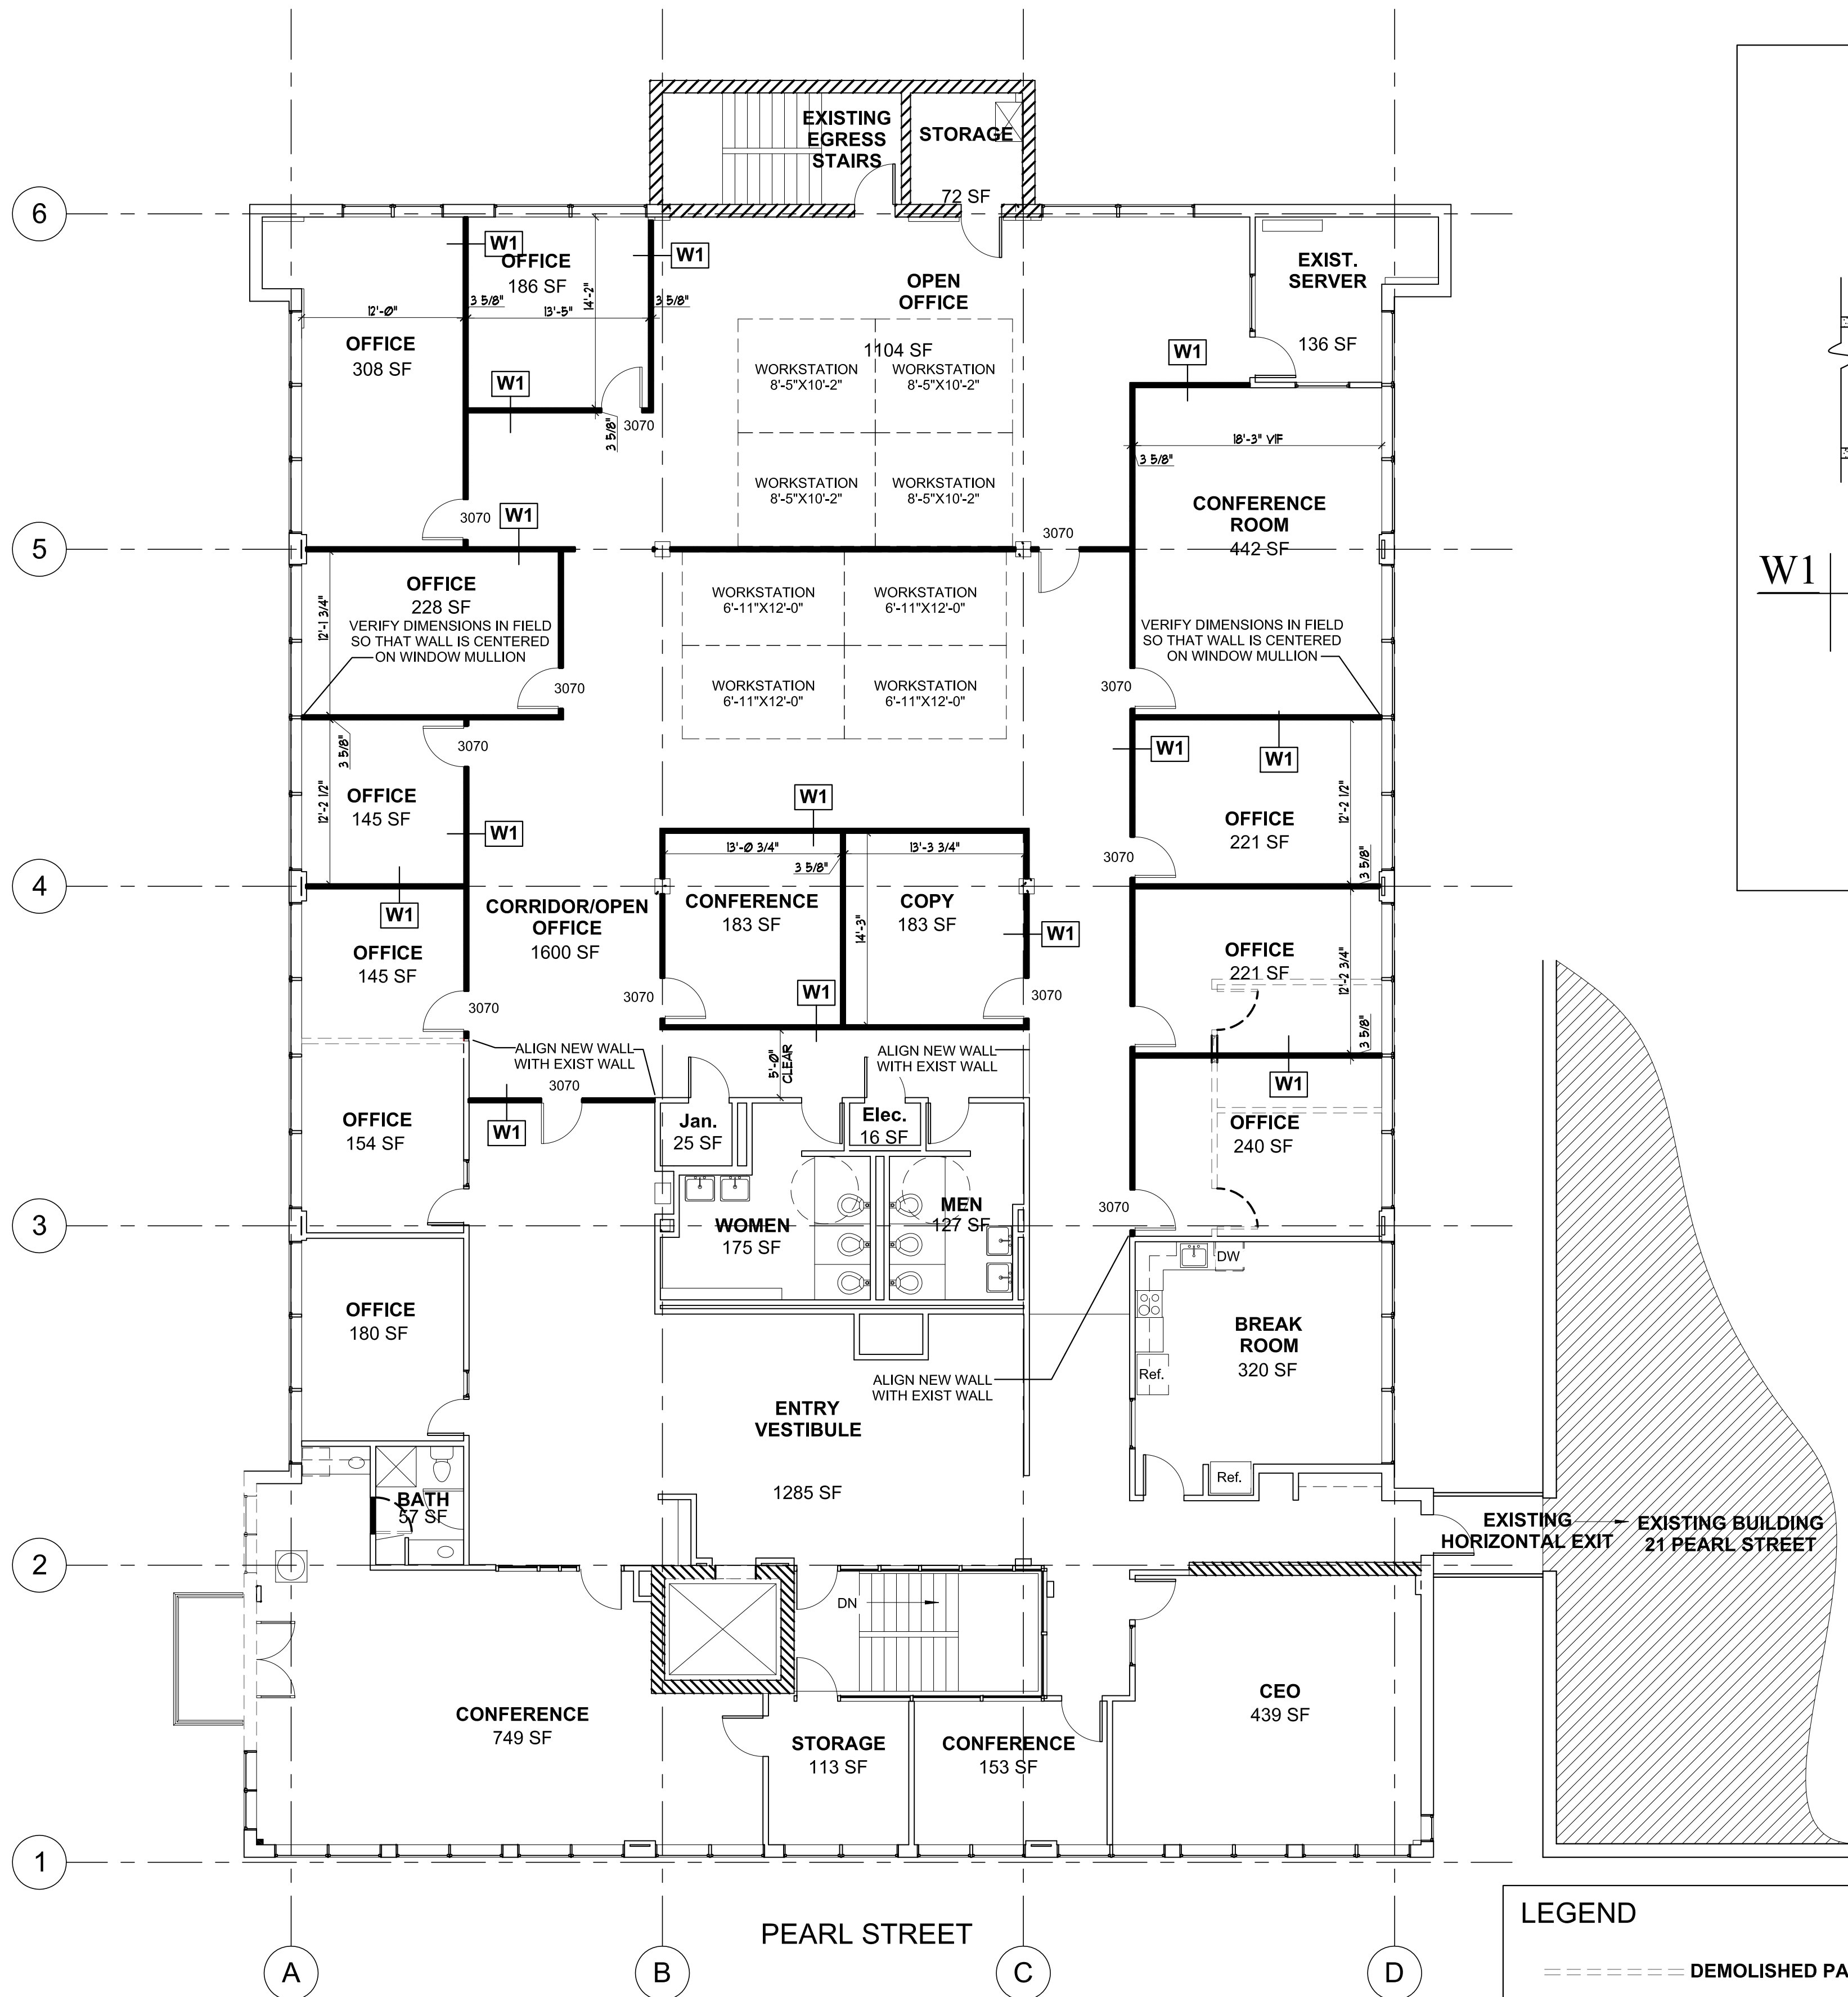 EXISTING
EGRESS
STAIRS
STORAGE
72 SF
6
W1
OFFICE
186 SF
W1
3 5/8"
13'-5"
14'-2"
3 5/8"
12'-0"
OFFICE
308 SF
OPEN
OFFICE
1104 SF
EXIST.
SERVER
136 SF
W1
W1
3070
3 5/8"
WORKSTATION
8'-5"X10'-2"
WORKSTATION
8'-5"X10'-2"
WORKSTATION
8'-5"X10'-2"
WORKSTATION
8'-5"X10'-2"
18'-3" VIF
3 5/8"
CONFERENCE
ROOM
442 SF
3070
W1
3070
5
W1
OFFICE
228 SF
12'-1 3/4"
VERIFY DIMENSIONS IN FIELD
SO THAT WALL IS CENTERED
ON WINDOW MULLION
3070
WORKSTATION
6'-11"X12'-0"
WORKSTATION
6'-11"X12'-0"
WORKSTATION
6'-11"X12'-0"
WORKSTATION
6'-11"X12'-0"
VERIFY DIMENSIONS IN FIELD
SO THAT WALL IS CENTERED
ON WINDOW MULLION
3070
3070
3 5/8"
12'-2 1/2"
OFFICE
145 SF
W1
W1
W1
W1
OFFICE
221 SF
12'-2 1/2"
3 5/8"
3070
13'-0 3/4"
3 5/8"
13'-3 3/4"
4
W1
CORRIDOR/OPEN
OFFICE
1600 SF
CONFERENCE
183 SF
14'-3"
COPY
183 SF
W1
OFFICE
145 SF
OFFICE
221 SF
12'-2 3/4"
3 5/8"
3070
3070
W1
3070
ALIGN NEW WALL
WITH EXIST WALL
3070
5'-0"
CLEAR
ALIGN NEW WALL
WITH EXIST WALL
W1
W1
OFFICE
154 SF
Jan.
25 SF
Elec.
16 SF
OFFICE
240 SF
3070
3
WOMEN
175 SF
MEN
127 SF
DW
OFFICE
180 SF
BREAK
ROOM
320 SF
Ref.
ALIGN NEW WALL
WITH EXIST WALL
ENTRY
VESTIBULE
1285 SF
Ref.
BATH
57 SF
EXISTING
HORIZONTAL EXIT
EXISTING BUILDING
21 PEARL STREET
2
DN
CONFERENCE
749 SF
STORAGE
113 SF
CONFERENCE
153 SF
CEO
439 SF
1
PEARL STREET
A
B
C
D
LEGEND
DEMOLISHED PA